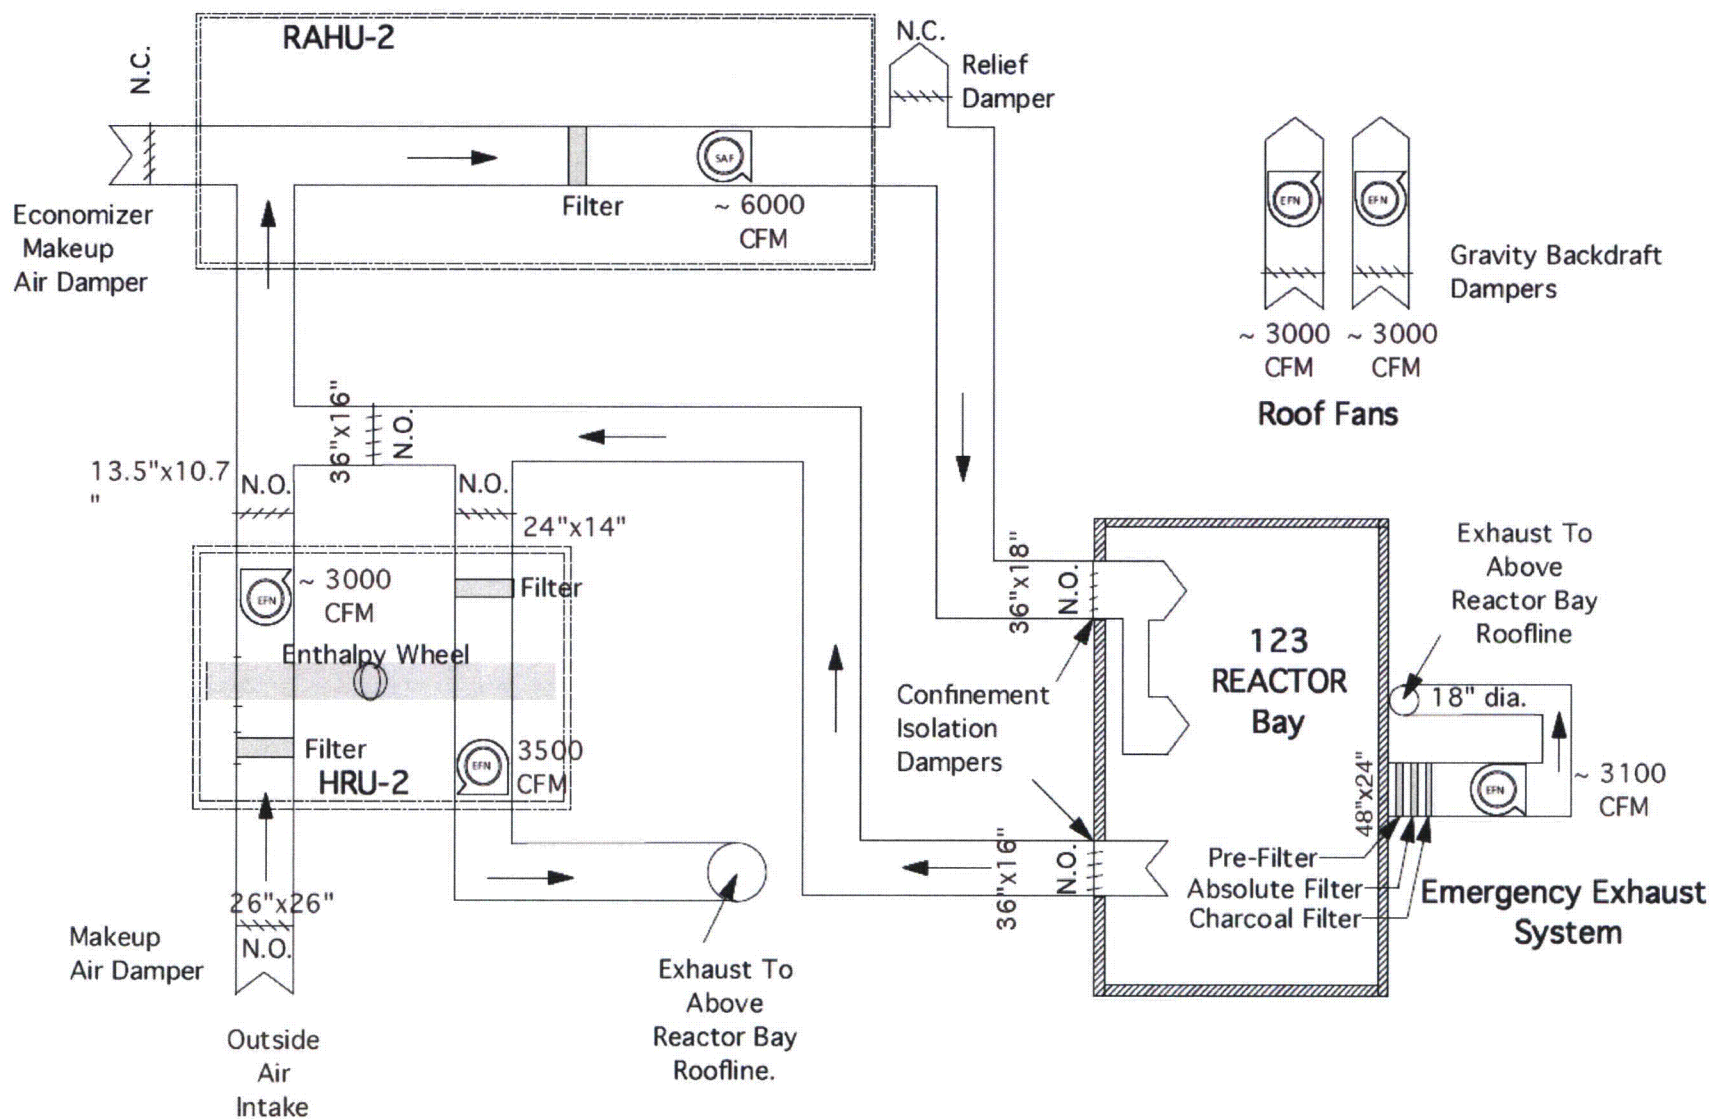 RAHU-2
N.C.
N.C.
Relief
Damper
SAF
Filter
~ 6000
CFM
Economizer
Makeup
Air Damper
EFN
EFN
Gravity Backdraft
Dampers
~ 3000
CFM
~ 3000
CFM
Roof Fans
36"x16"
N.O.
13.5"x10.7
"
N.O.
N.O.
24"x14"
EFN
~ 3000
CFM
Filter
Enthalpy Wheel
Filter
HRU-2
EFN
3500
CFM
26"x26"
N.O.
Makeup
Air Damper
Outside
Air
Intake
Exhaust To
Above
Reactor Bay
Roofline.
36"x18"
N.O.
123
REACTOR
Bay
Confinement
Isolation
Dampers
36"x16"
N.O.
Exhaust To
Above
Reactor Bay
Roofline
18" dia.
48"x24"
EFN
~ 3100
CFM
Pre-Filter
Absolute Filter
Charcoal Filter
Emergency Exhaust
System